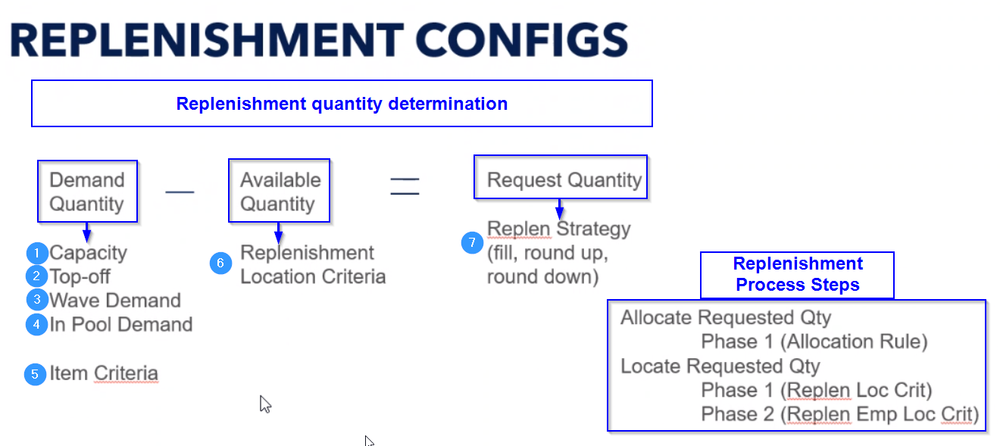 REPLENISHMENT CONFIGS
Replenishment quantity determination
Demand
Quantity
1 Capacity
2 Top-off
3 Wave Demand
4 In Pool Demand
5 Item Criteria
—
Available
Quantity
6 Replenishment
Location Criteria
=
Request Quantity
7 Replen Strategy
(fill, round up,
round down)
Replenishment
Process Steps
Allocate Requested Qty
Phase 1 (Allocation Rule)
Locate Requested Qty
Phase 1 (Replen Loc Crit)
Phase 2 (Replen Emp Loc Crit)